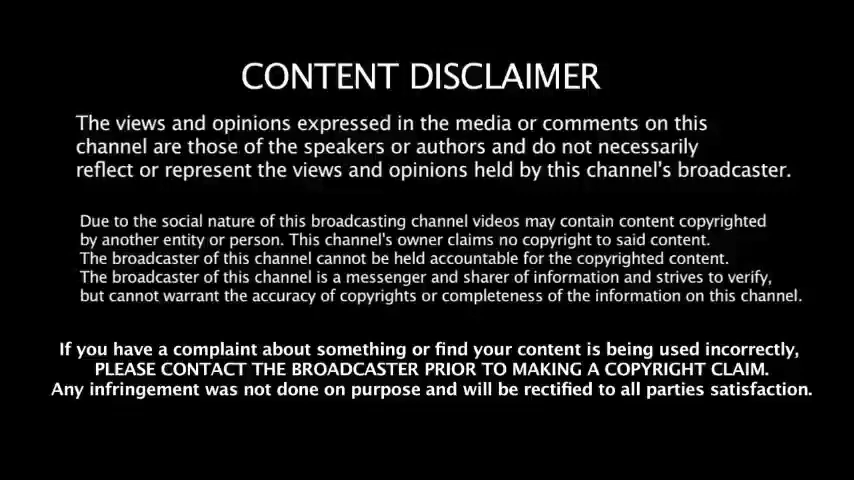 CONTENT DISCLAIMER
The views and opinions expressed in the media or comments on this
channel are those of the speakers or authors and do not necessarily
reflect or represent the views and opinions held by this channel's broadcaster.
Due to the social nature of this broadcasting channel videos may contain content copyrighted
by another entity or person. This channel's owner claims no copyright to said content.
The broadcaster of this channel cannot be held accountable for the copyrighted content.
The broadcaster of this channel is a messenger and sharer of information and strives to verify,
but cannot warrant the accuracy of copyrights or completeness of the information on this channel.
If you have a complaint about something or find your content is being used incorrectly,
PLEASE CONTACT THE BROADCASTER PRIOR TO MAKING A COPYRIGHT CLAIM.
Any infringement was not done on purpose and will be rectified to all parties satisfaction.